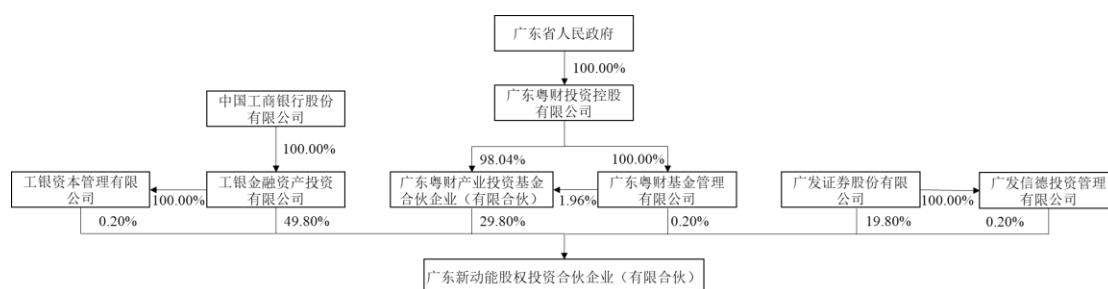 广东省人民政府
100.00%
中国工商银行股份
有限公司
广东粤财投资控股
有限公司
100.00%
98.04%
100.00%
工银资本管理有限公
司
100.00%
工银金融资产投资
有限公司
广东粤财产业投资基金
合伙企业（有限合伙）
1.96%
广东粤财基金管理
有限公司
广发证券股份有限
公司
100.00%
广发信德投资管理
有限公司
0.20%
49.80%
29.80%
0.20%
19.80%
0.20%
广东新动能股权投资合伙企业（有限合伙）